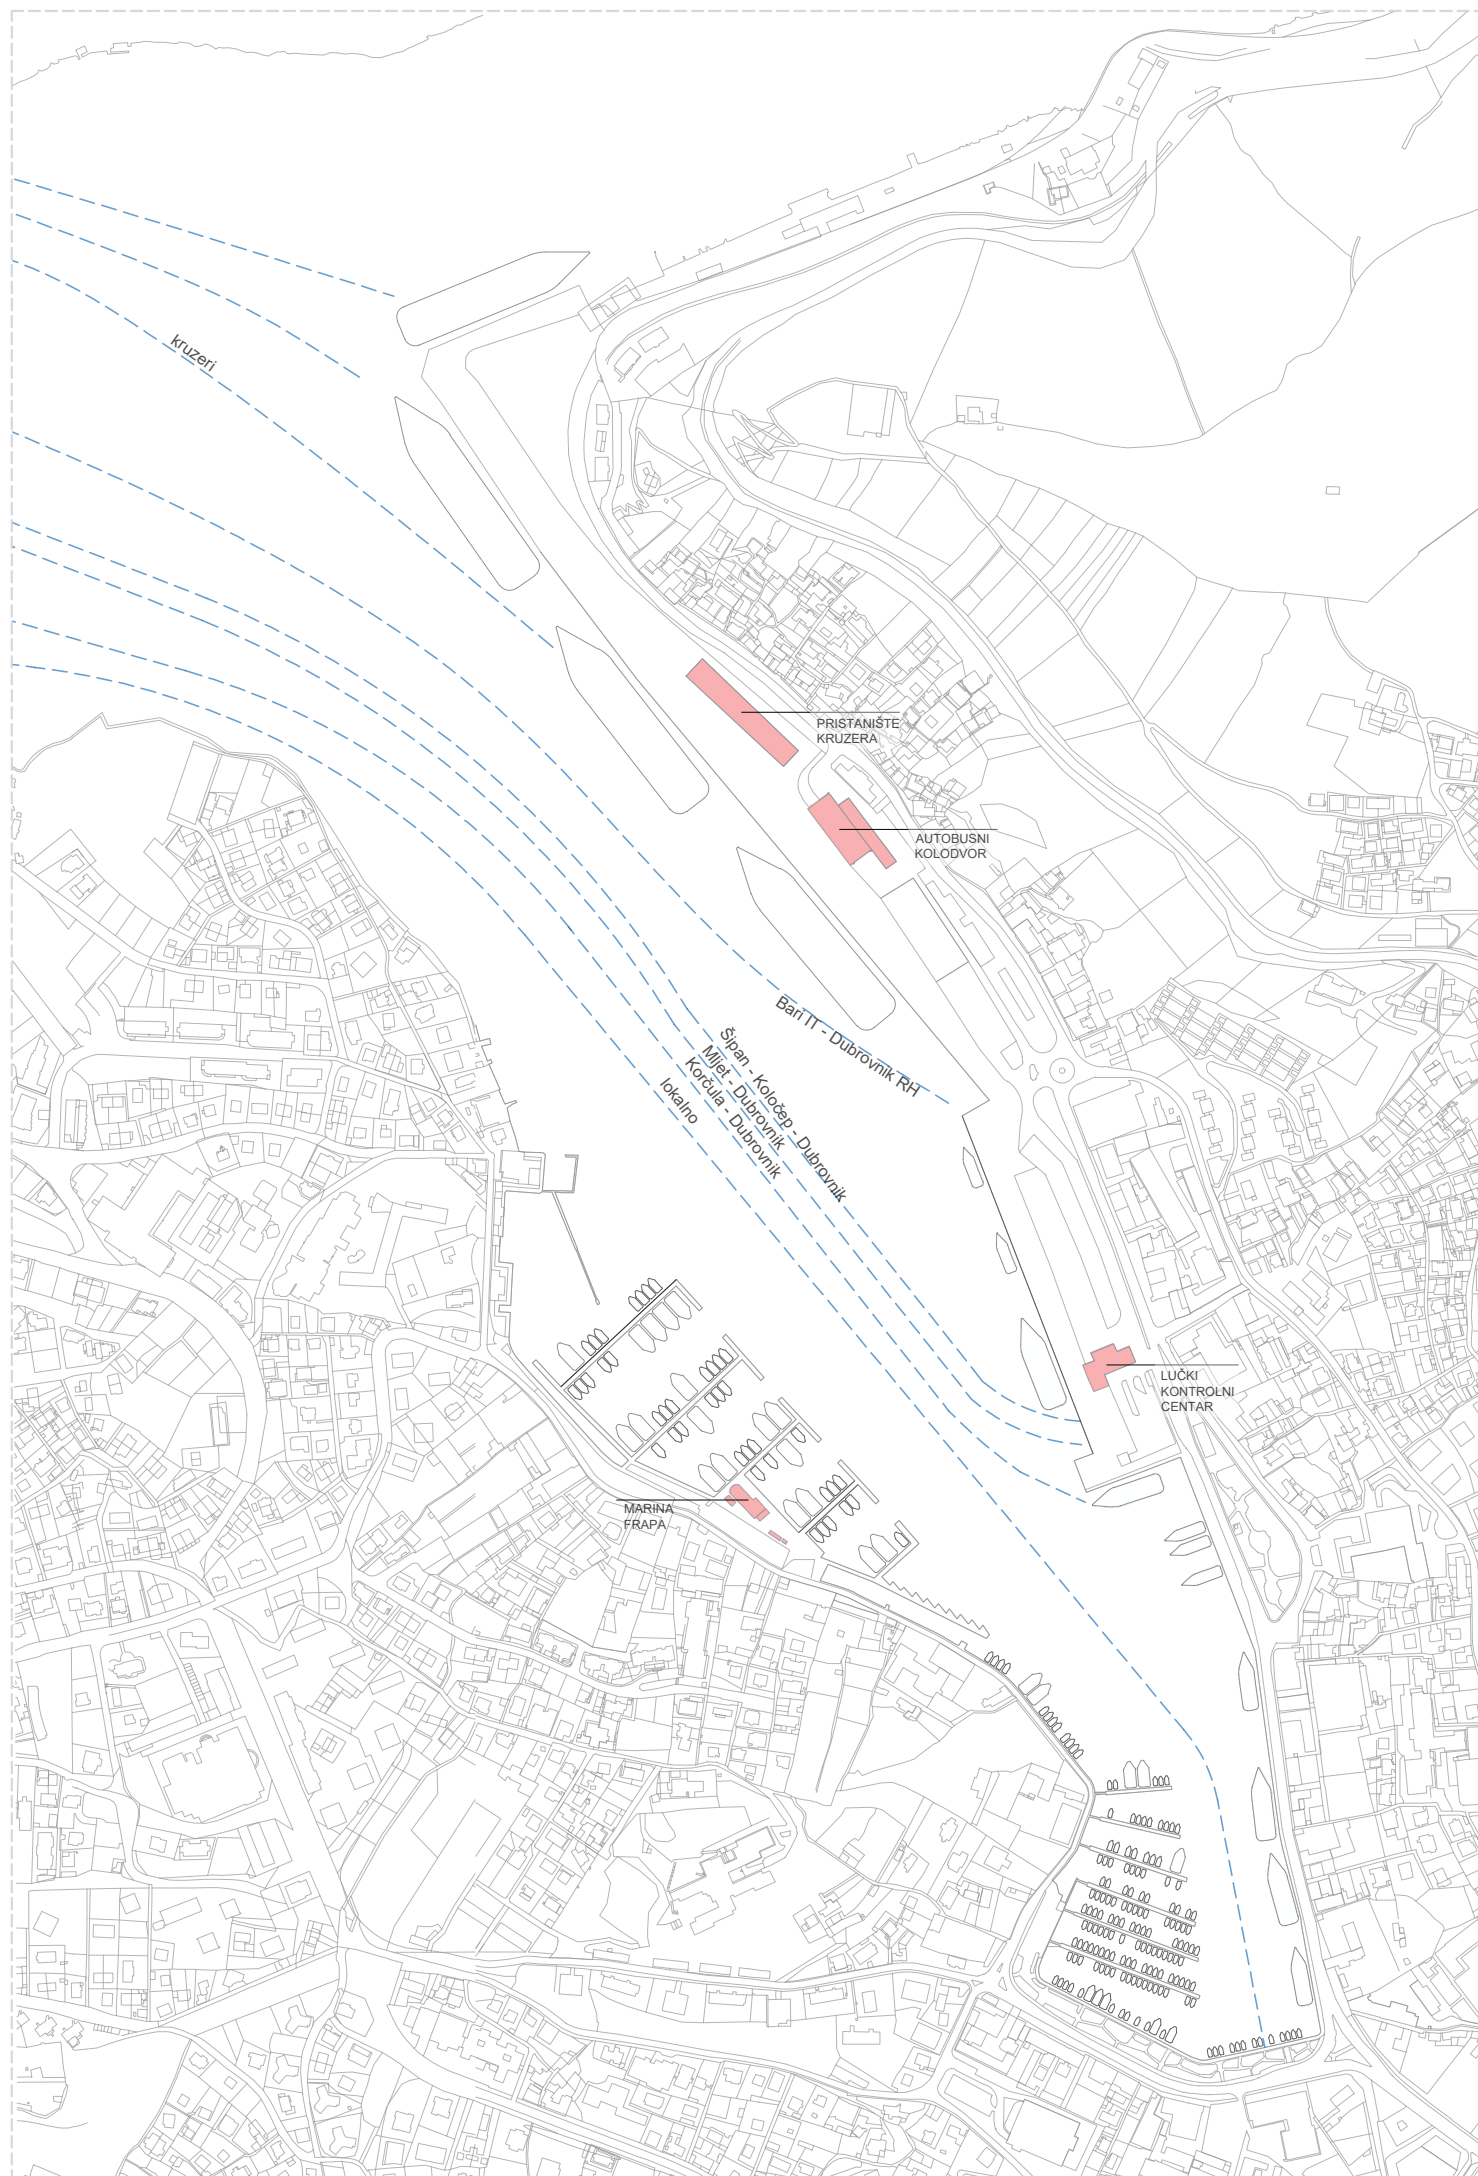 kruzeri
PRISTANIŠTE
KRUZERA
AUTOBUSNI
KOLODVOR
Bari IT - Dubrovnik RH
Šipan - Koločep - Dubrovnik
Mljet - Dubrovnik
Korčula - Dubrovnik
lokalno
LUČKI
KONTROLNI
CENTAR
MARINA
FRAPA